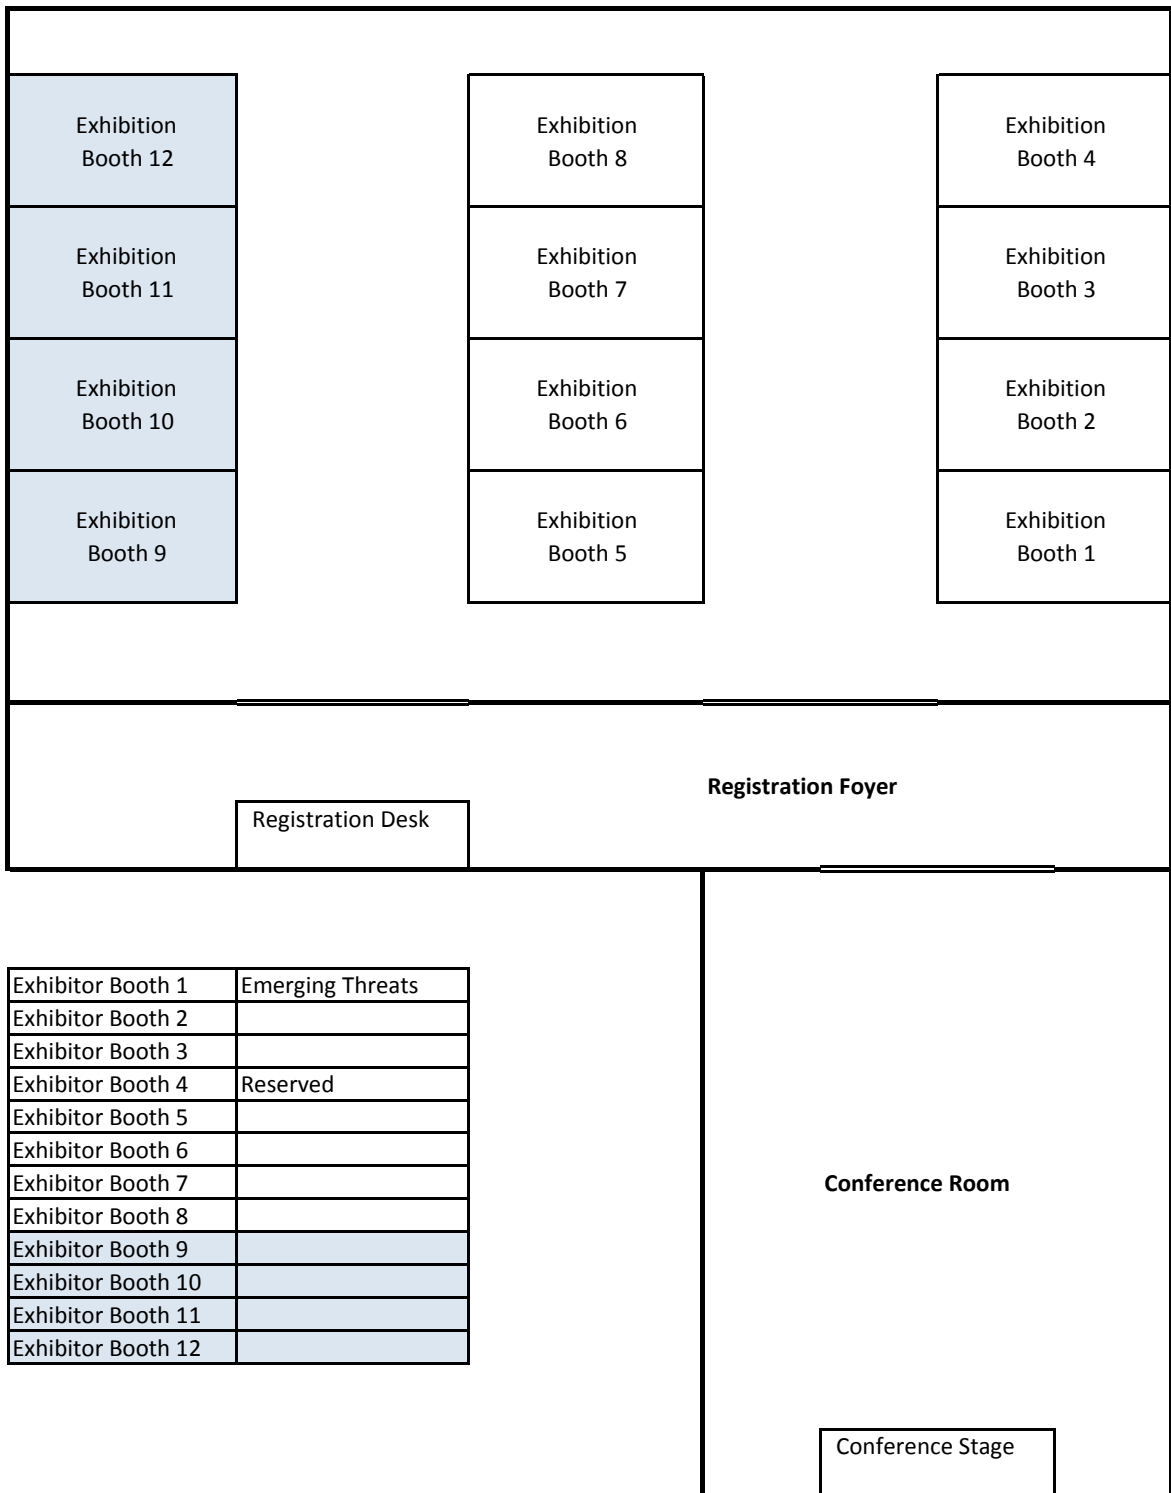 Exhibition
Booth 12
Exhibition
Booth 8
Exhibition
Booth 4
Exhibition
Booth 11
Exhibition
Booth 7
Exhibition
Booth 3
Exhibition
Booth 10
Exhibition
Booth 6
Exhibition
Booth 2
Exhibition
Booth 9
Exhibition
Booth 5
Exhibition
Booth 1
Registration Foyer
Registration Desk
Exhibitor Booth 1 Emerging Threats
Exhibitor Booth 2
Exhibitor Booth 3
Exhibitor Booth 4 Reserved
Exhibitor Booth 5
Exhibitor Booth 6
Exhibitor Booth 7
Exhibitor Booth 8
Exhibitor Booth 9
Exhibitor Booth 10
Exhibitor Booth 11
Exhibitor Booth 12
Conference Room
Conference Stage